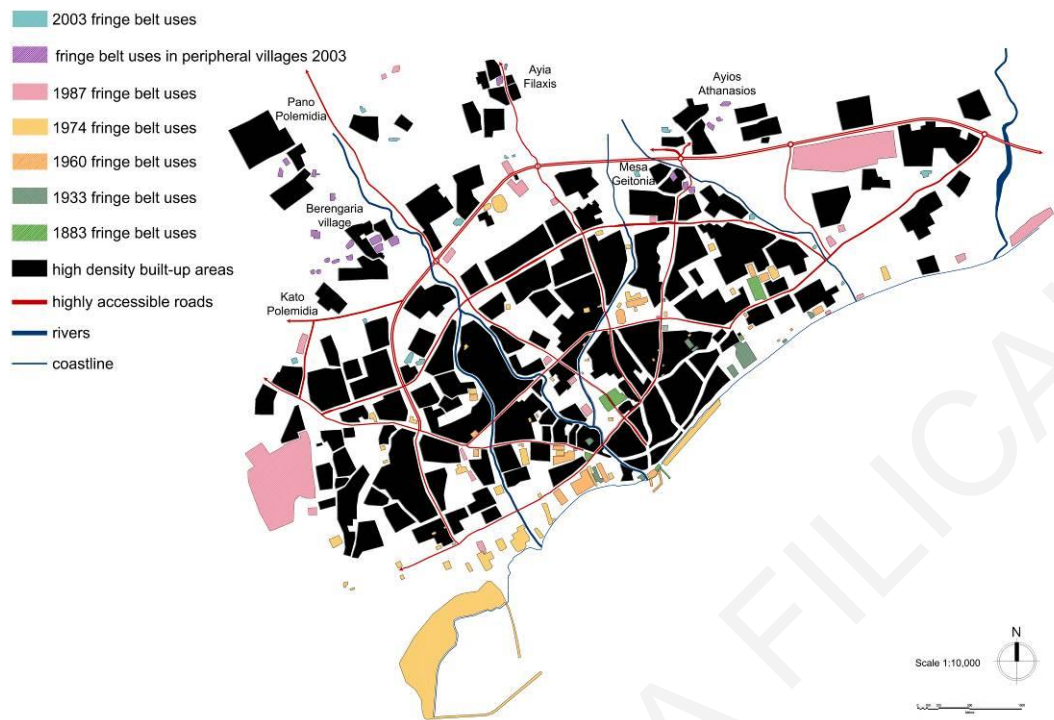 2003 fringe belt uses
fringe belt uses in peripheral villages 2003
1987 fringe belt uses
1974 fringe belt uses
1960 fringe belt uses
1933 fringe belt uses
1883 fringe belt uses
high density built-up areas
highly accessible roads
rivers
coastline
Ayia
Filaxis
Ayios
Athanasios
Pano
Polemidia
Mesa
Geitonia
Berengaria
village
Kato
Polemidia
N
Scale 1:10,000
A FILICA